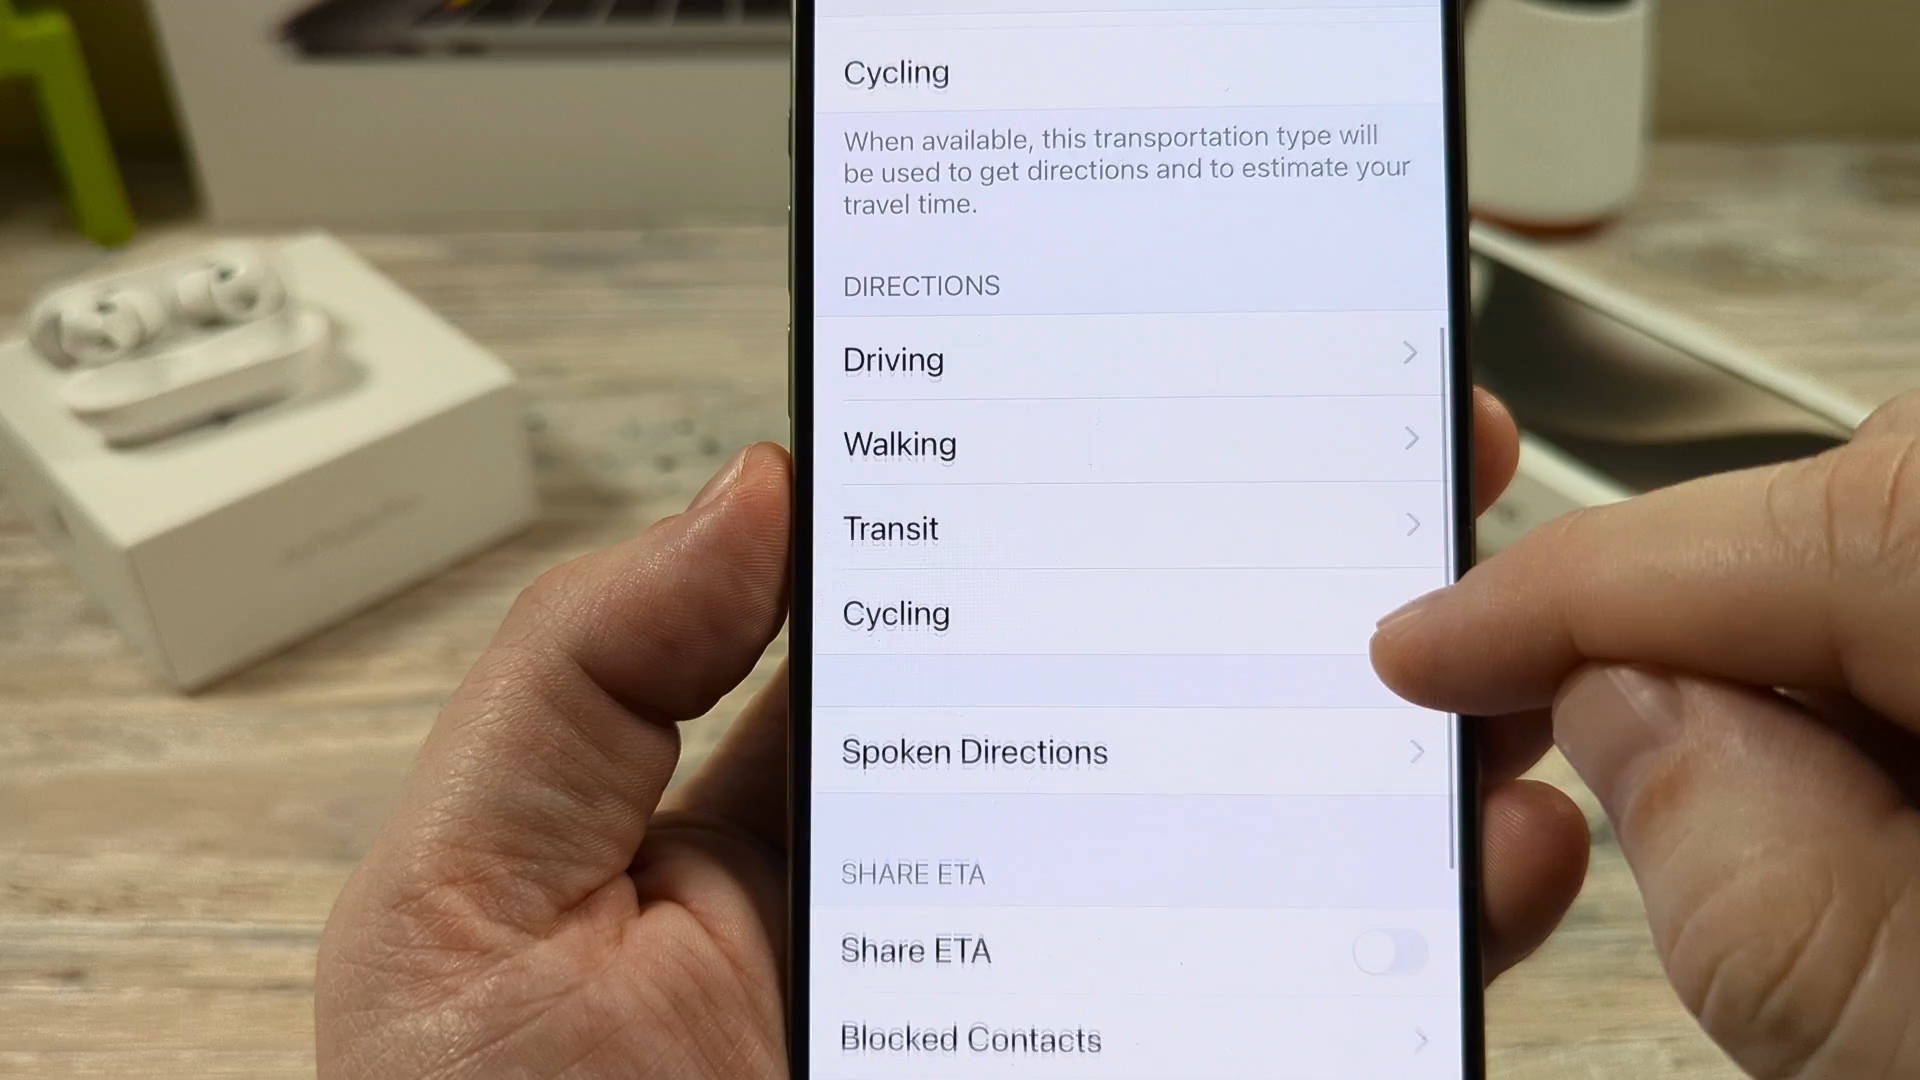 Cycling
When available, this transportation type will
be used to get directions and to estimate your
travel time.
DIRECTIONS
Driving
Walking
Transit
Cycling
Spoken Directions
SHARE ETA
Share ETA
Blocked Contacts